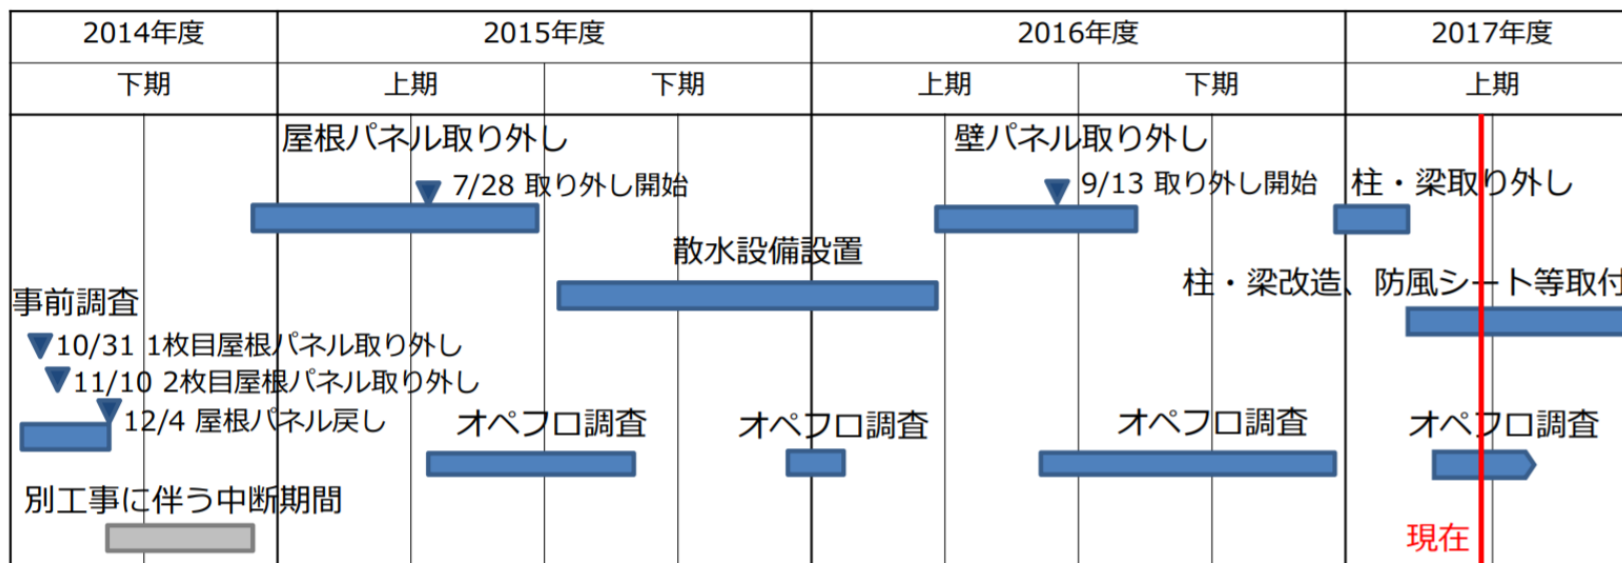 2014年度 2015年度 2016年度 2017年度
下期 上期 下期 上期 下期 上期
屋根パネル取り外し
7/28 取り外し開始
壁パネル取り外し
9/13 取り外し開始
柱・梁取り外し
散水設備設置
柱・梁改造、防風シート等取付
事前調査
10/31 1枚目屋根パネル取り外し
11/10 2枚目屋根パネル取り外し
12/4 屋根パネル戻し
オペフロ調査
オペフロ調査
オペフロ調査
オペフロ調査
別工事に伴う中断期間
現在